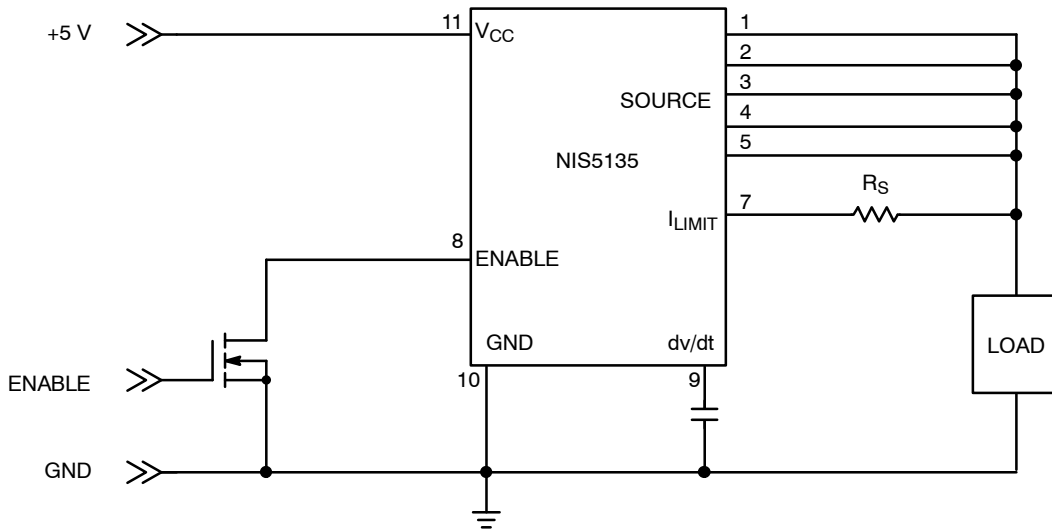 +5 V
11
V_CC
1
2
3
SOURCE
4
NIS5135
5
R_S
7
I_LIMIT
8
ENABLE
GND
dv/dt
LOAD
ENABLE
10
9
GND